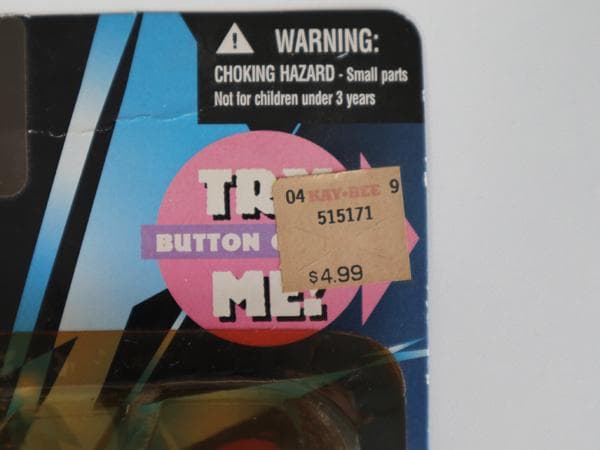 WARNING:
CHOKING HAZARD - Small parts
Not for children under 3 years
TRY
BUTTON
ME!
04 KAY-BEE 9
515171
$4.99